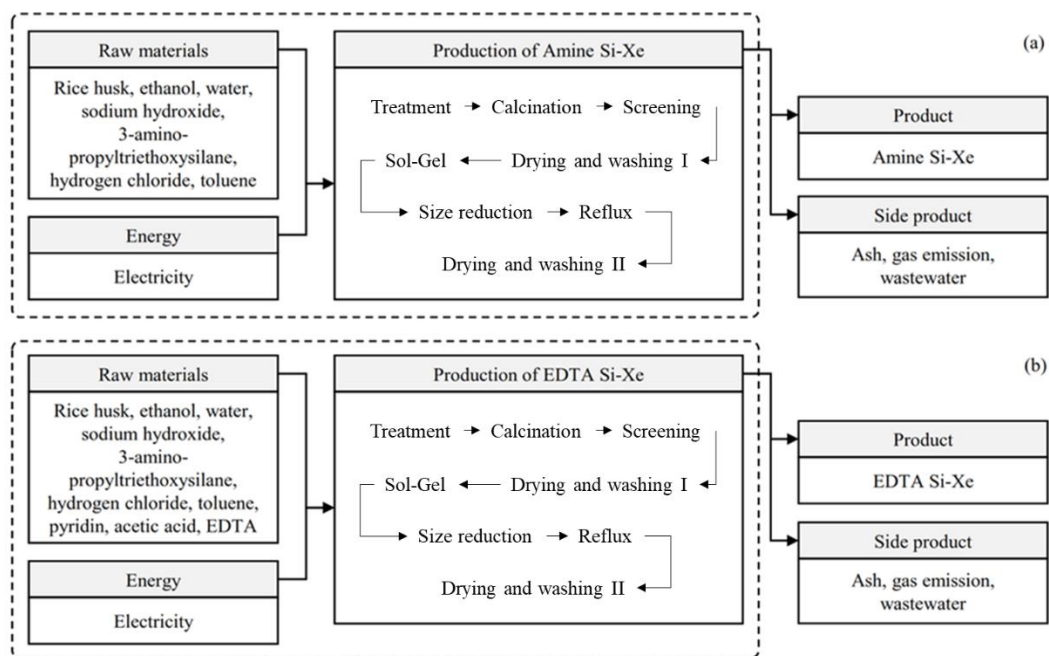 Raw materials
Rice husk, ethanol, water,
sodium hydroxide,
3-amino-
propyltriethoxysilane,
hydrogen chloride, toluene
Energy
Electricity
Production of Amine Si-Xe
Treatment Calcination Screening
Sol-Gel Drying and washing I
Size reduction Reflux
Drying and washing II
(a)
Product
Amine Si-Xe
Side product
Ash, gas emission,
wastewater
Raw materials
Rice husk, ethanol, water,
sodium hydroxide,
3-amino-
propyltriethoxysilane,
hydrogen chloride, toluene,
pyridin, acetic acid, EDTA
Energy
Electricity
Production of EDTA Si-Xe
Treatment Calcination Screening
Sol-Gel Drying and washing I
Size reduction Reflux
Drying and washing II
(b)
Product
EDTA Si-Xe
Side product
Ash, gas emission,
wastewater